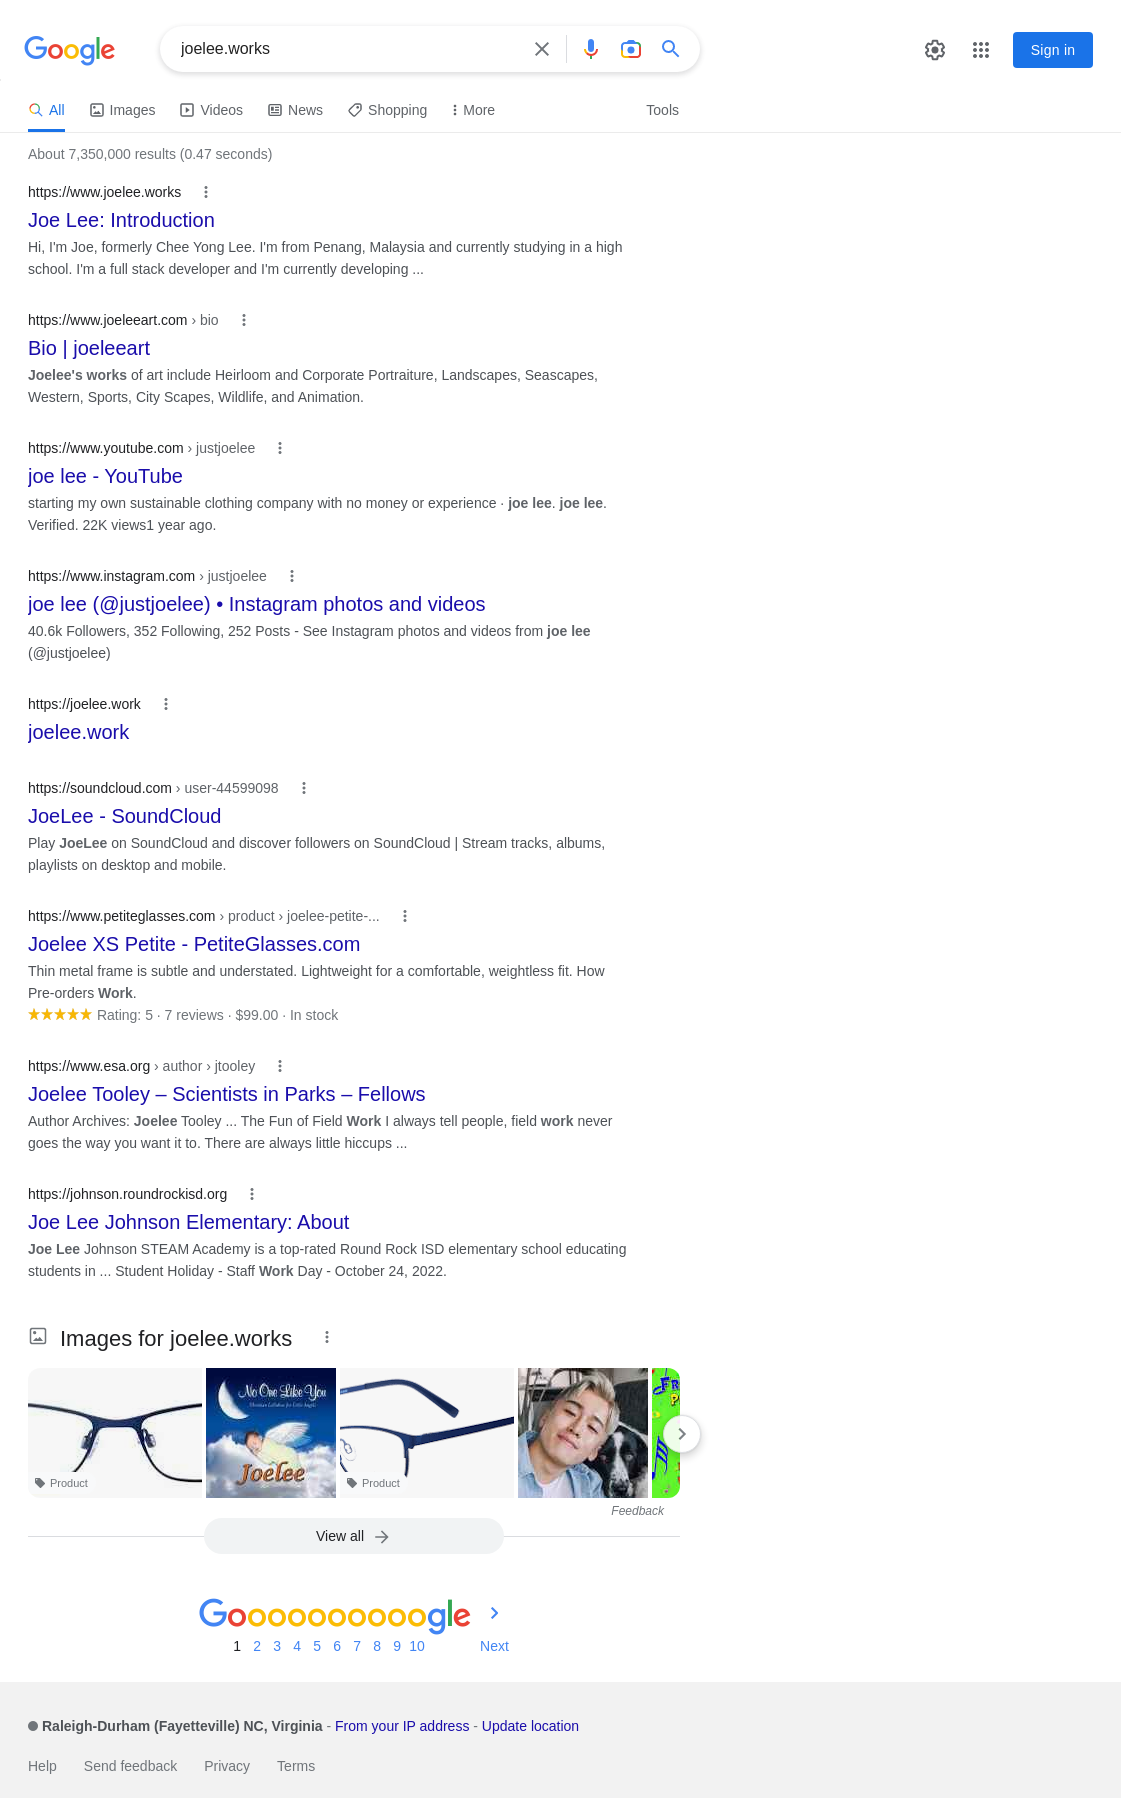 Google
joelee.works
Sign in
All
Images
Videos
News
Shopping
More
Tools
About 7,350,000 results (0.47 seconds)
https://www.joelee.works
Joe Lee: Introduction
Hi, I'm Joe, formerly Chee Yong Lee. I'm from Penang, Malaysia and currently studying in a high
school. I'm a full stack developer and I'm currently developing ...
https://www.joeleeart.com › bio
Bio | joeleeart
Joelee's works of art include Heirloom and Corporate Portraiture, Landscapes, Seascapes,
Western, Sports, City Scapes, Wildlife, and Animation.
https://www.youtube.com › justjoelee
joe lee - YouTube
starting my own sustainable clothing company with no money or experience · joe lee. joe lee.
Verified. 22K views1 year ago.
https://www.instagram.com › justjoelee
joe lee (@justjoelee) • Instagram photos and videos
40.6k Followers, 352 Following, 252 Posts - See Instagram photos and videos from joe lee
(@justjoelee)
https://joelee.work
joelee.work
https://soundcloud.com › user-44599098
JoeLee - SoundCloud
Play JoeLee on SoundCloud and discover followers on SoundCloud | Stream tracks, albums,
playlists on desktop and mobile.
https://www.petiteglasses.com › product › joelee-petite-...
Joelee XS Petite - PetiteGlasses.com
Thin metal frame is subtle and understated. Lightweight for a comfortable, weightless fit. How
Pre-orders Work.
Rating: 5 · 7 reviews · $99.00 · In stock
https://www.esa.org › author › jtooley
Joelee Tooley – Scientists in Parks – Fellows
Author Archives: Joelee Tooley ... The Fun of Field Work I always tell people, field work never
goes the way you want it to. There are always little hiccups ...
https://johnson.roundrockisd.org
Joe Lee Johnson Elementary: About
Joe Lee Johnson STEAM Academy is a top-rated Round Rock ISD elementary school educating
students in ... Student Holiday - Staff Work Day - October 24, 2022.
Images for joelee.works
No One Like You
Joelee
Product
Product
Feedback
View all
Goooooooooogle
1 2 3 4 5 6 7 8 9 10 Next
Raleigh-Durham (Fayetteville) NC, Virginia - From your IP address - Update location
Help
Send feedback
Privacy
Terms